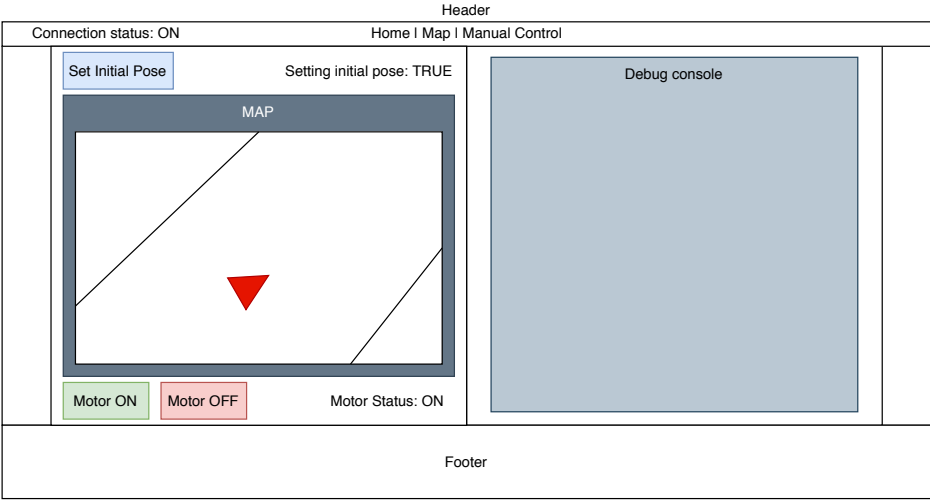 Header
Connection status: ON
Home | Map | Manual Control
Set Initial Pose
Setting initial pose: TRUE
MAP
Motor ON
Motor OFF
Motor Status: ON
Debug console
Footer